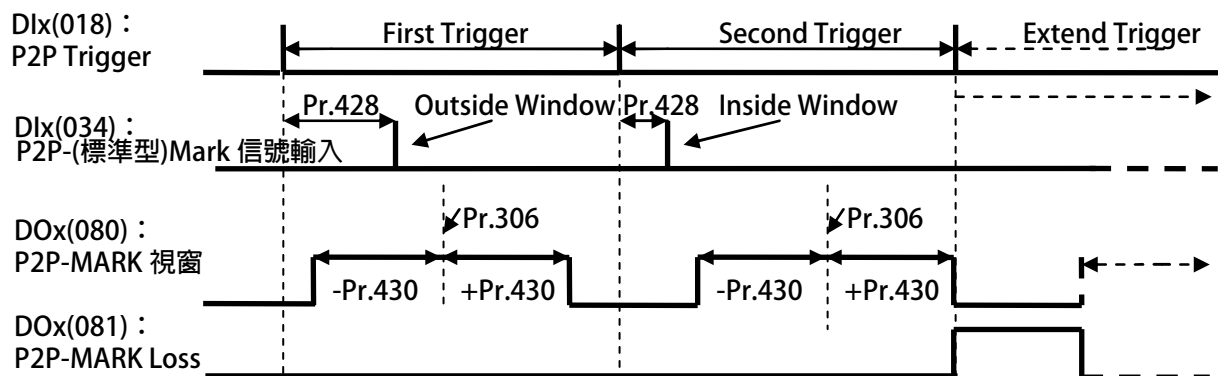 DIx(018)：
P2P Trigger
First Trigger
Second Trigger
Extend Trigger
DIx(034)：
P2P-(標準型)Mark 信號輸入
Pr.428
Outside Window
Pr.428
Inside Window
DOx(080)：
P2P-MARK 視窗
Pr.306
-Pr.430
+Pr.430
Pr.306
-Pr.430
+Pr.430
DOx(081)：
P2P-MARK Loss